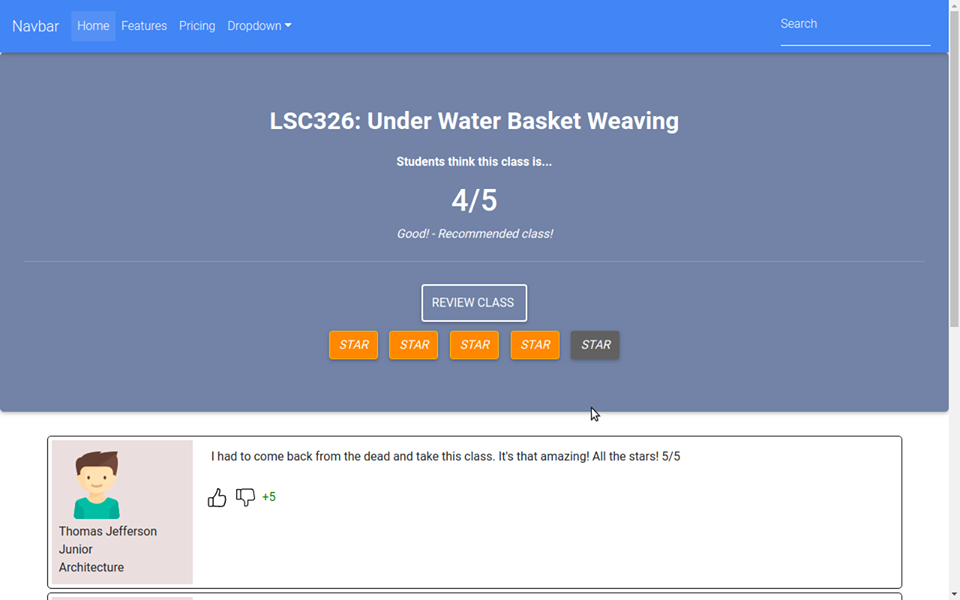 Navbar Home Features Pricing Dropdown Search
LSC326: Under Water Basket Weaving
Students think this class is...
4/5
Good! - Recommended class!
REVIEW CLASS
STAR STAR STAR STAR STAR
I had to come back from the dead and take this class. It's that amazing! All the stars! 5/5
+5
Thomas Jefferson
Junior
Architecture